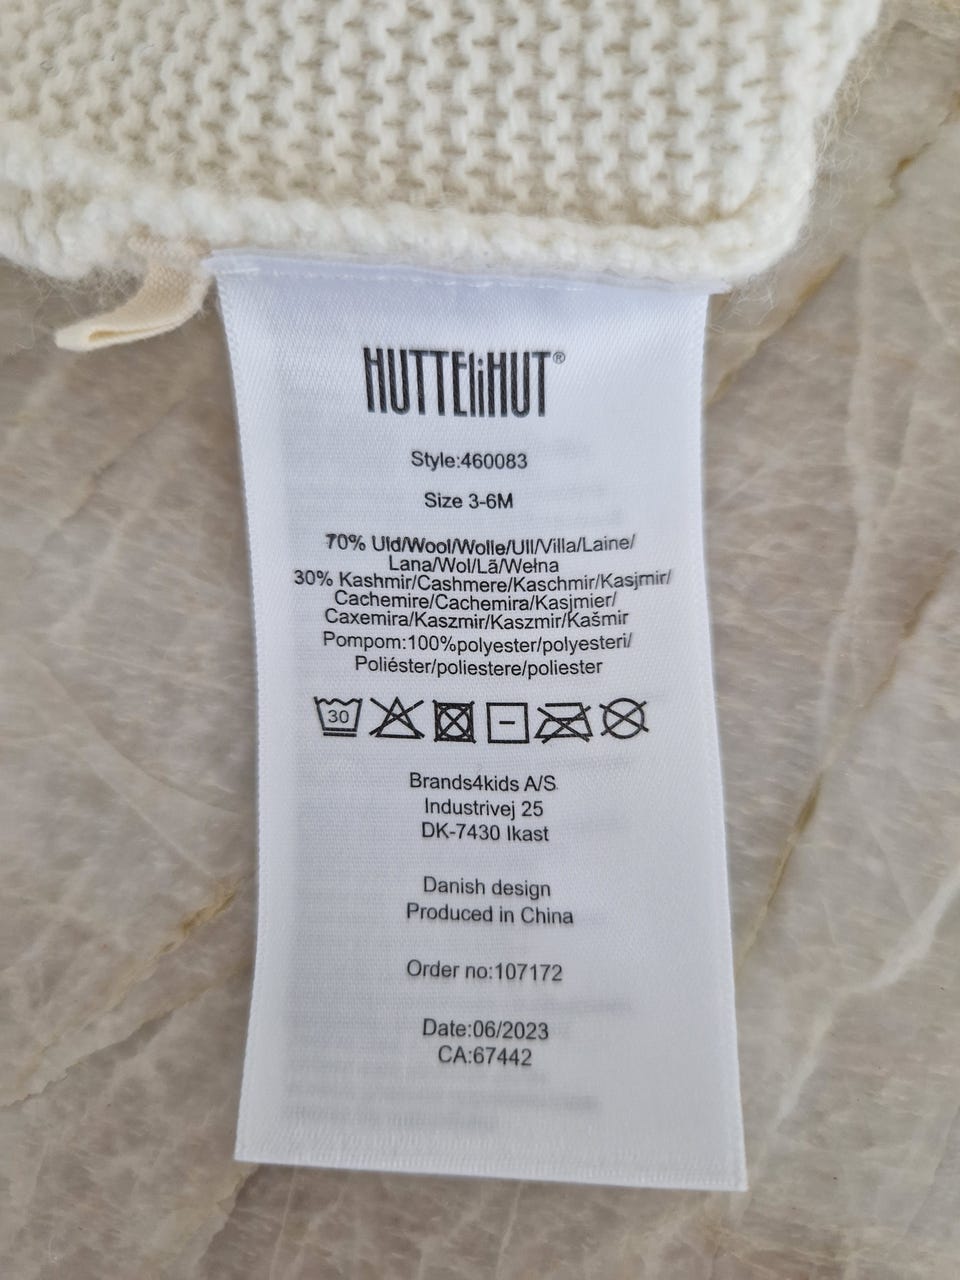 HUTTEliHUT®
Style:460083
Size 3-6M
70% Uld/Wool/Wolle/Ull/Villa/Laine/
Lana/Wol/Lã/Wełna
30% Kashmir/Cashmere/Kaschmir/Kasjmir/
Cachemire/Cachemira/Kasjmier/
Caxemira/Kaszmir/Kaszmir/Kašmir
Pompom:100%polyester/polyesteri/
Poliéster/poliestere/poliester
30
Brands4kids A/S
Industrivej 25
DK-7430 Ikast
Danish design
Produced in China
Order no:107172
Date:06/2023
CA:67442